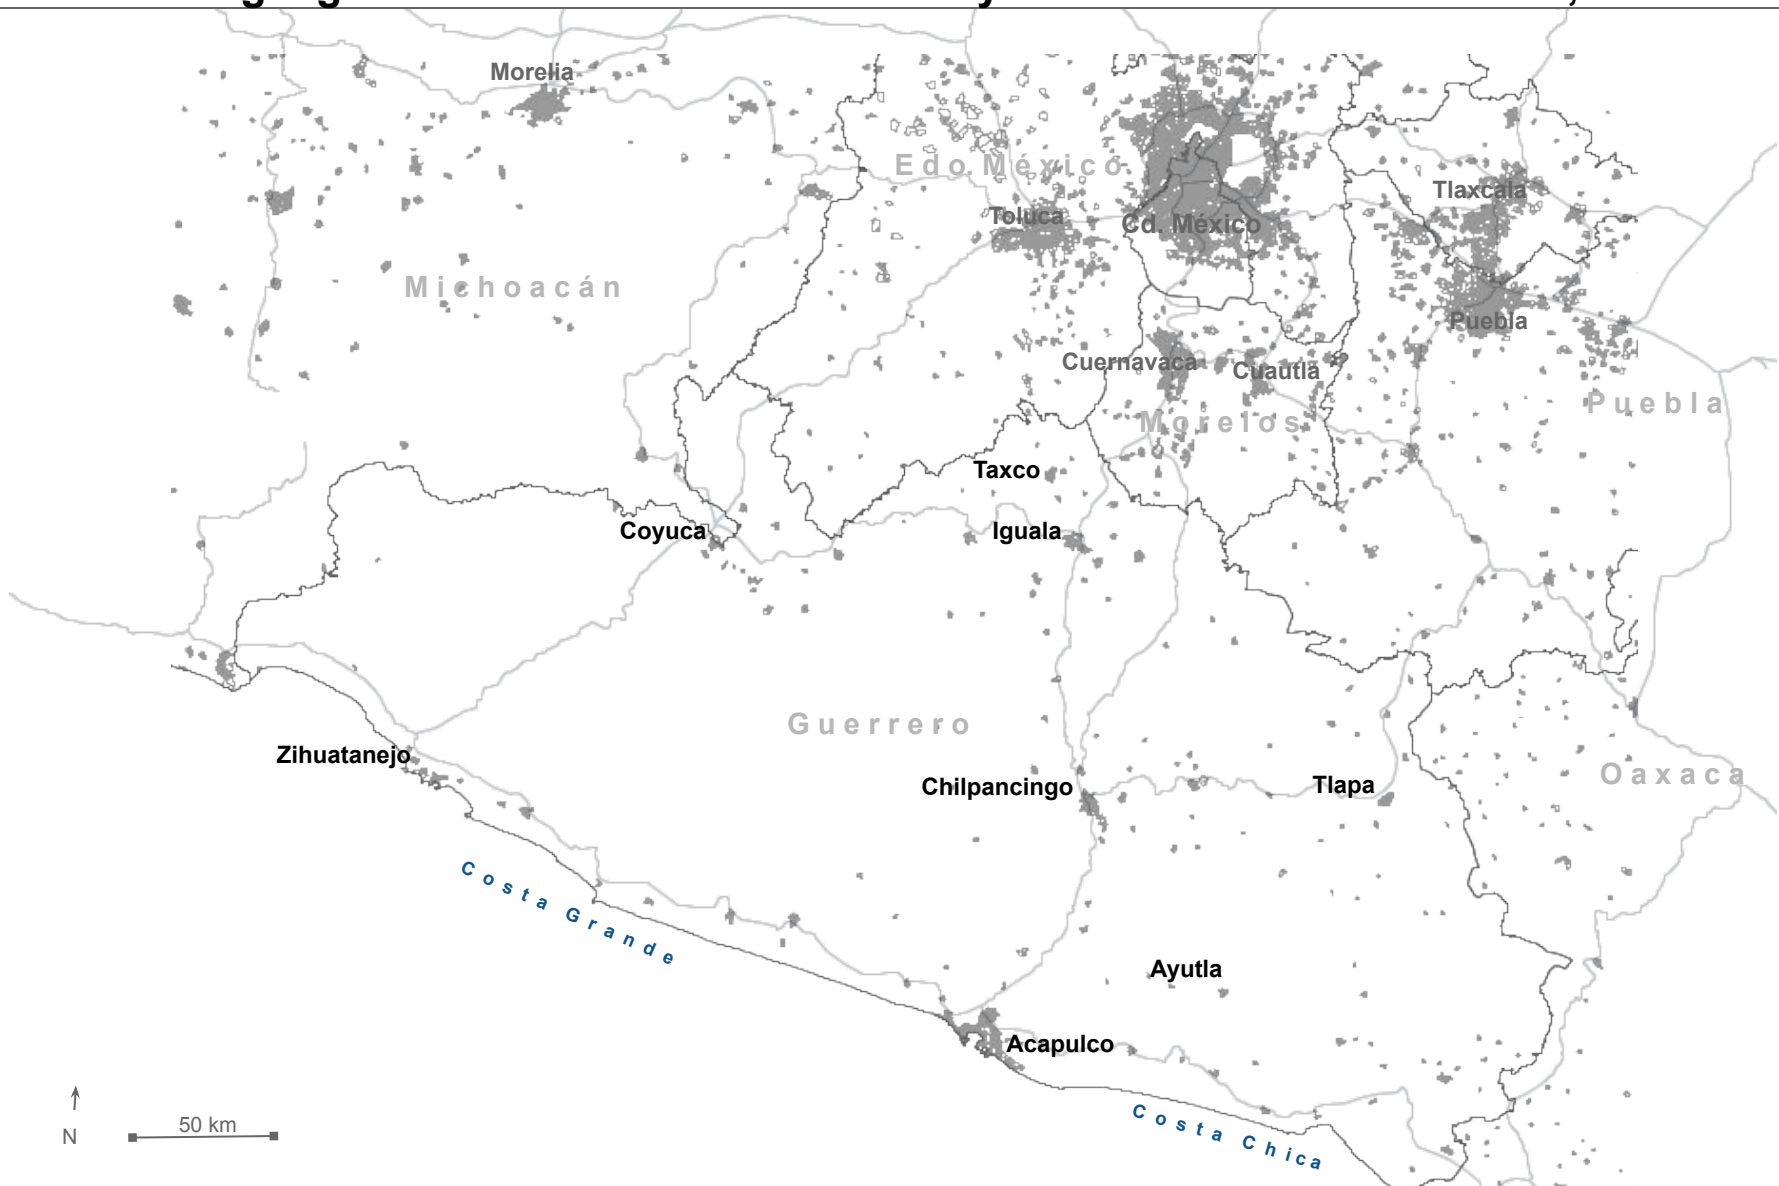 Morelia
Edo. México
Tlaxcala
Toluca
Cd. México
Michoacán
Puebla
Cuernavaca
Cuautla
Puebla
Morelos
Taxco
Coyuca
Iguala
Guerrero
Zihuatanejo
Chilpancingo
Tlapa
Oaxaca
Costa Grande
Ayutla
Acapulco
50 km
N
Costa Chica